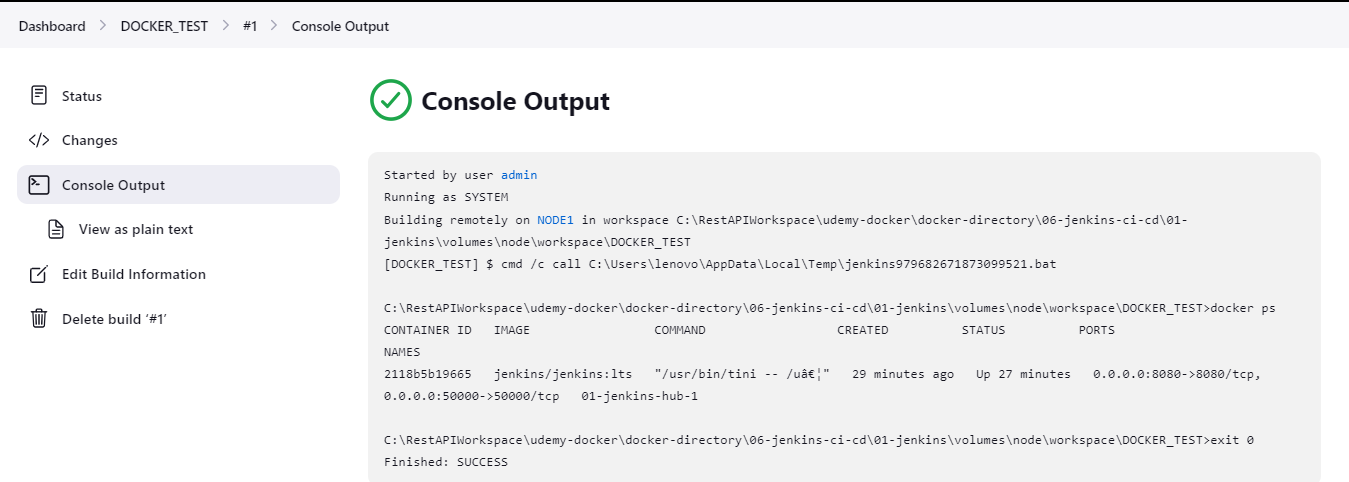 Dashboard > DOCKER_TEST > #1 > Console Output
Status
Changes
Console Output
View as plain text
Edit Build Information
Delete build ‘#1’
Console Output
Started by user admin
Running as SYSTEM
Building remotely on NODE1 in workspace C:\RestAPIWorkspace\udemy-docker\docker-directory\06-jenkins-ci-cd\01-
jenkins\volumes\node\workspace\DOCKER_TEST
[DOCKER_TEST] $ cmd /c call C:\Users\lenovo\AppData\Local\Temp\jenkins979682671873099521.bat
C:\RestAPIWorkspace\udemy-docker\docker-directory\06-jenkins-ci-cd\01-jenkins\volumes\node\workspace\DOCKER_TEST>docker ps
CONTAINER ID   IMAGE                 COMMAND                  CREATED          STATUS          PORTS
NAMES
2118b5b19665   jenkins/jenkins:lts   "/usr/bin/tini -- /uâ€¦"   29 minutes ago   Up 27 minutes   0.0.0.0:8080->8080/tcp,
0.0.0.0:50000->50000/tcp   01-jenkins-hub-1
C:\RestAPIWorkspace\udemy-docker\docker-directory\06-jenkins-ci-cd\01-jenkins\volumes\node\workspace\DOCKER_TEST>exit 0
Finished: SUCCESS